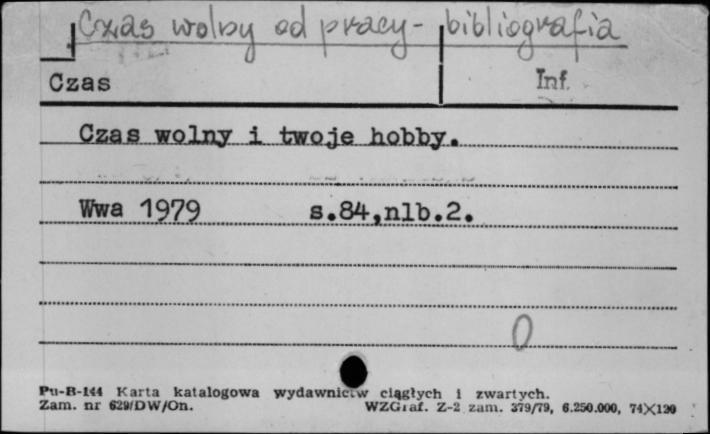 Czas wolny od pracy - bibliografia
Czas
Inf.
Czas wolny i twoje hobby.
Wwa 1979 s.84,nlb.2.
0
Pu-B-144 Karta katalogowa wydawnictw ciągłych i zwartych.
Zam. nr 629/DW/On. WZGraf. Z-2 zam. 379/79, 6.250.000, 74X120